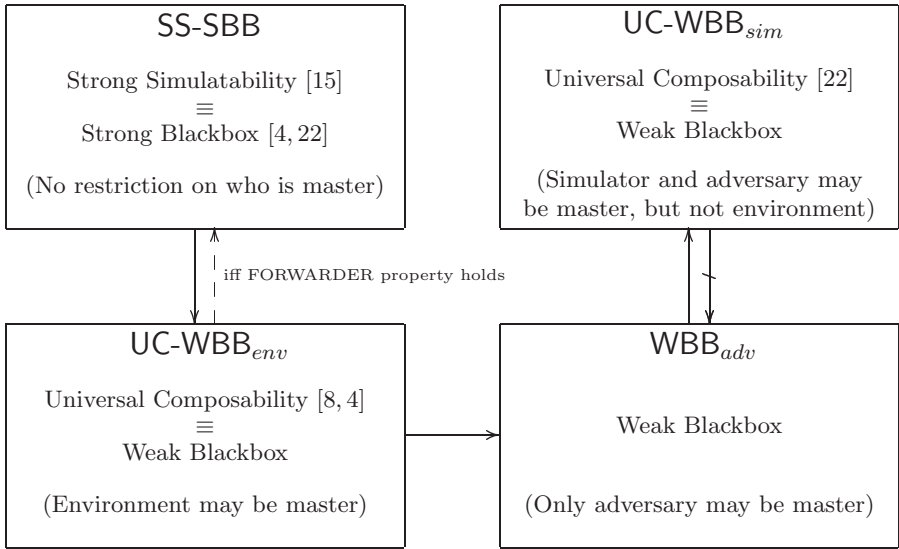 SS-SBB
Strong Simulatability [15]
≡
Strong Blackbox [4, 22]
(No restriction on who is master)
UC-WBB_sim
Universal Composability [22]
≡
Weak Blackbox
(Simulator and adversary may
be master, but not environment)
iff FORWARDER property holds
UC-WBB_env
Universal Composability [8, 4]
≡
Weak Blackbox
(Environment may be master)
WBB_adv
Weak Blackbox
(Only adversary may be master)